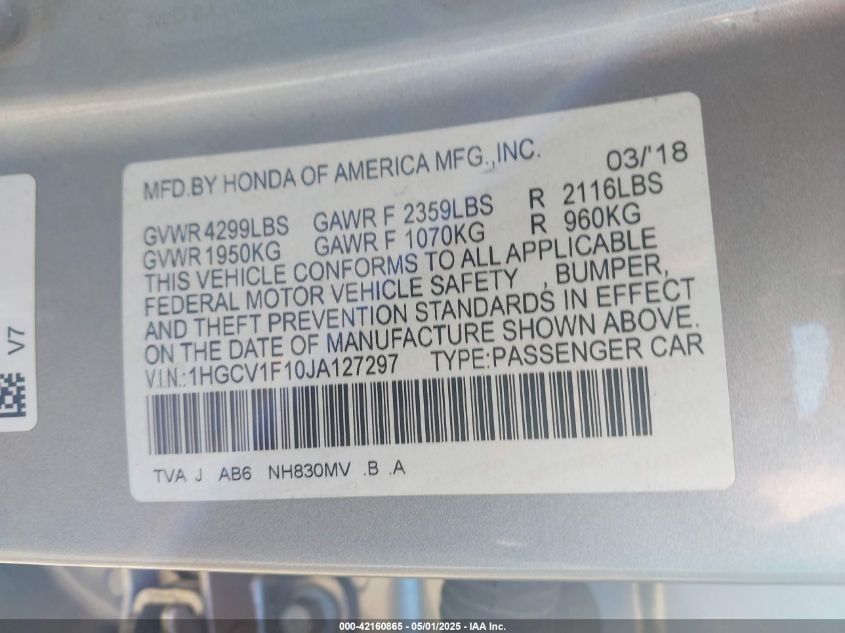 MFD.BY HONDA OF AMERICA MFG.,INC. 03/'18
GVWR 4299LBS GAWR F 2359LBS R 2116LBS
GVWR 1950KG GAWR F 1070KG R 960KG
THIS VEHICLE CONFORMS TO ALL APPLICABLE
FEDERAL MOTOR VEHICLE SAFETY , BUMPER,
AND THEFT PREVENTION STANDARDS IN EFFECT
ON THE DATE OF MANUFACTURE SHOWN ABOVE.
V.I.N.:1HGCV1F10JA127297 TYPE:PASSENGER CAR
TVA J AB6 NH830MV .B .A
V7
000-42160865 - 05/01/2025 - IAA Inc.